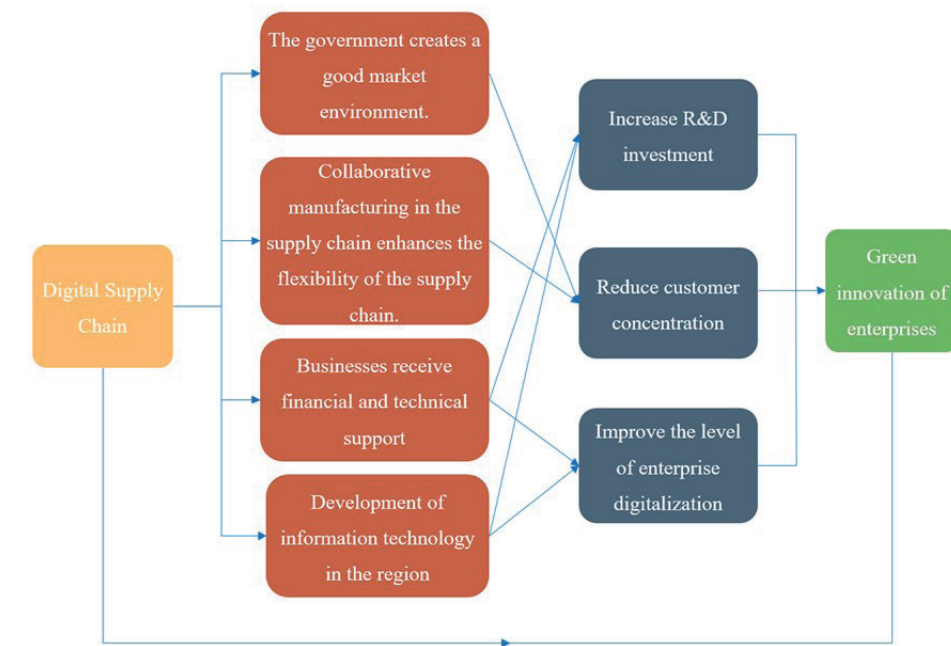 Digital Supply
Chain
The government creates a
good market
environment.
Collaborative
manufacturing in the
supply chain enhances the
flexibility of the supply
chain.
Businesses receive
financial and technical
support
Development of
information technology
in the region
Increase R&D
investment
Reduce customer
concentration
Improve the level
of enterprise
digitalization
Green
innovation of
enterprises